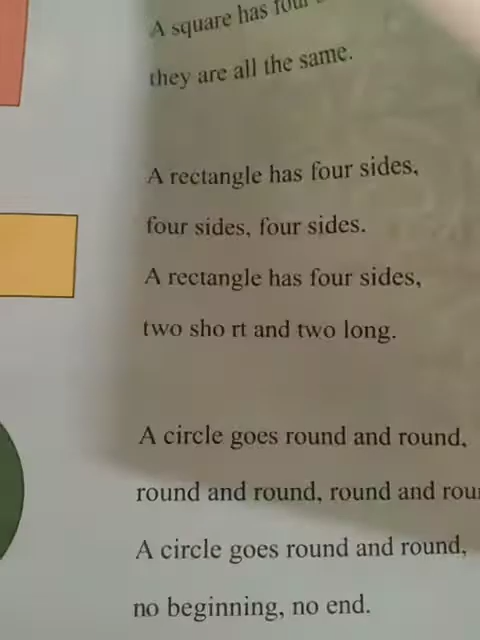 A square has four
they are all the same.
A rectangle has four sides,
four sides, four sides.
A rectangle has four sides,
two sho rt and two long.
A circle goes round and round,
round and round, round and rou
A circle goes round and round,
no beginning, no end.